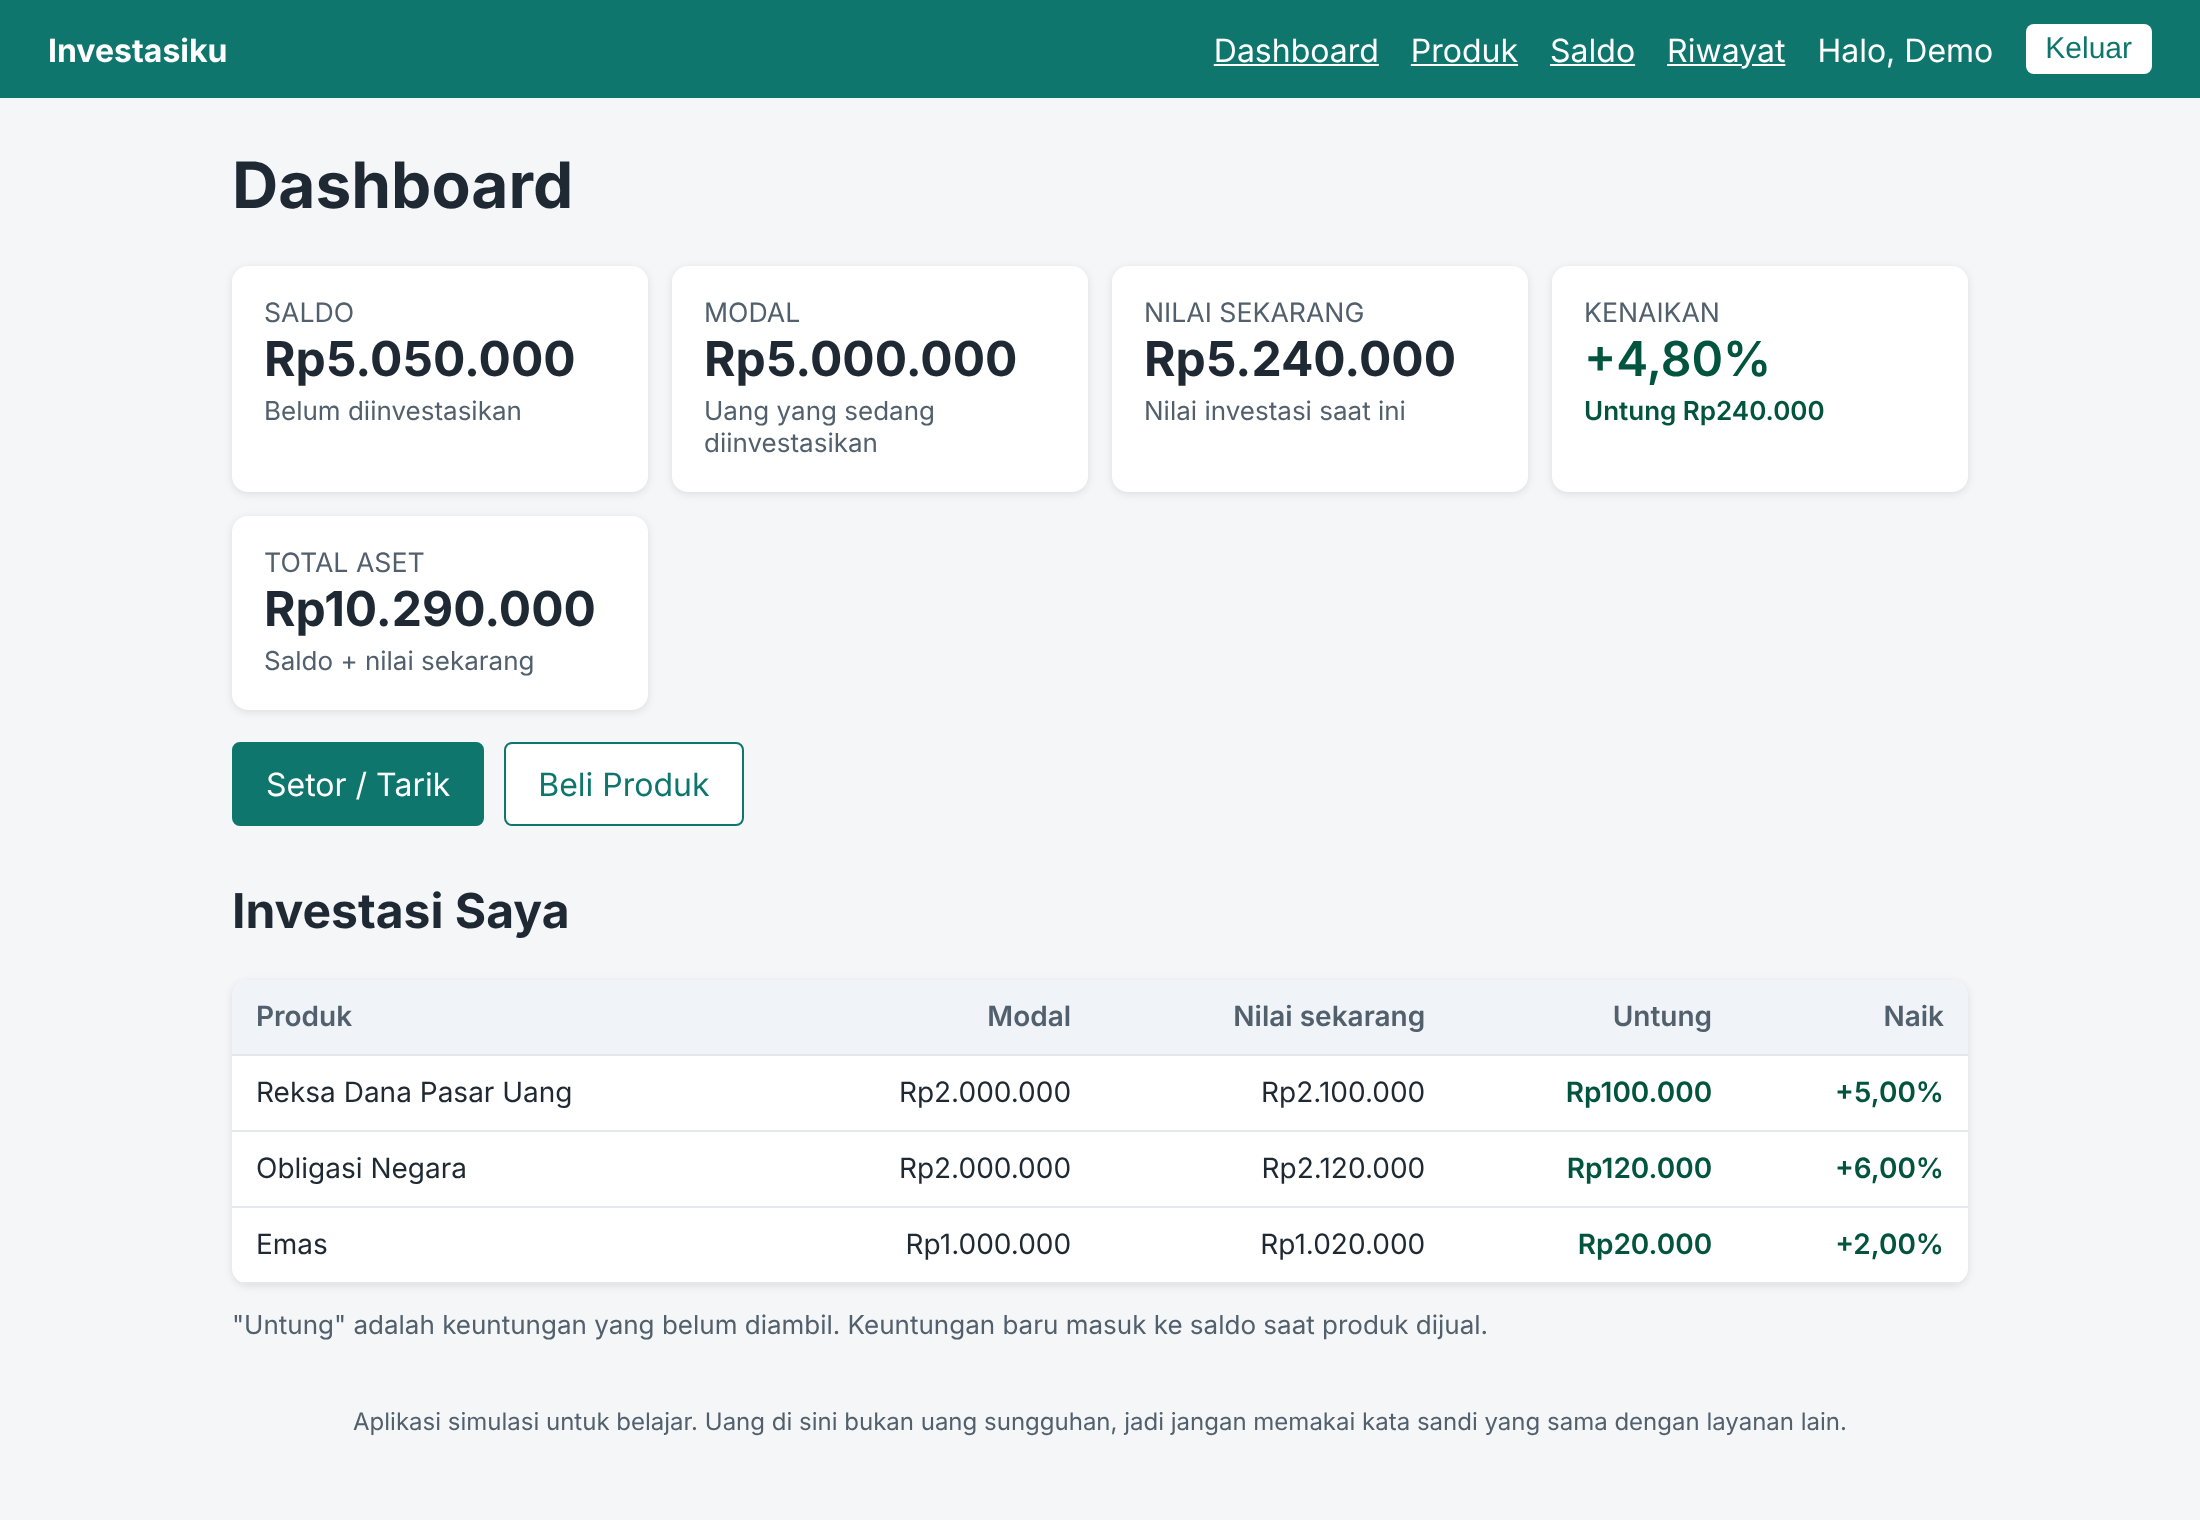 Investasiku
Dashboard Produk Saldo Riwayat Halo, Demo Keluar
Dashboard
SALDO
Rp5.050.000
Belum diinvestasikan
MODAL
Rp5.000.000
Uang yang sedang
diinvestasikan
NILAI SEKARANG
Rp5.240.000
Nilai investasi saat ini
KENAIKAN
+4,80%
Untung Rp240.000
TOTAL ASET
Rp10.290.000
Saldo + nilai sekarang
Setor / Tarik
Beli Produk
Investasi Saya
Produk Modal Nilai sekarang Untung Naik
Reksa Dana Pasar Uang Rp2.000.000 Rp2.100.000 Rp100.000 +5,00%
Obligasi Negara Rp2.000.000 Rp2.120.000 Rp120.000 +6,00%
Emas Rp1.000.000 Rp1.020.000 Rp20.000 +2,00%
"Untung" adalah keuntungan yang belum diambil. Keuntungan baru masuk ke saldo saat produk dijual.
Aplikasi simulasi untuk belajar. Uang di sini bukan uang sungguhan, jadi jangan memakai kata sandi yang sama dengan layanan lain.